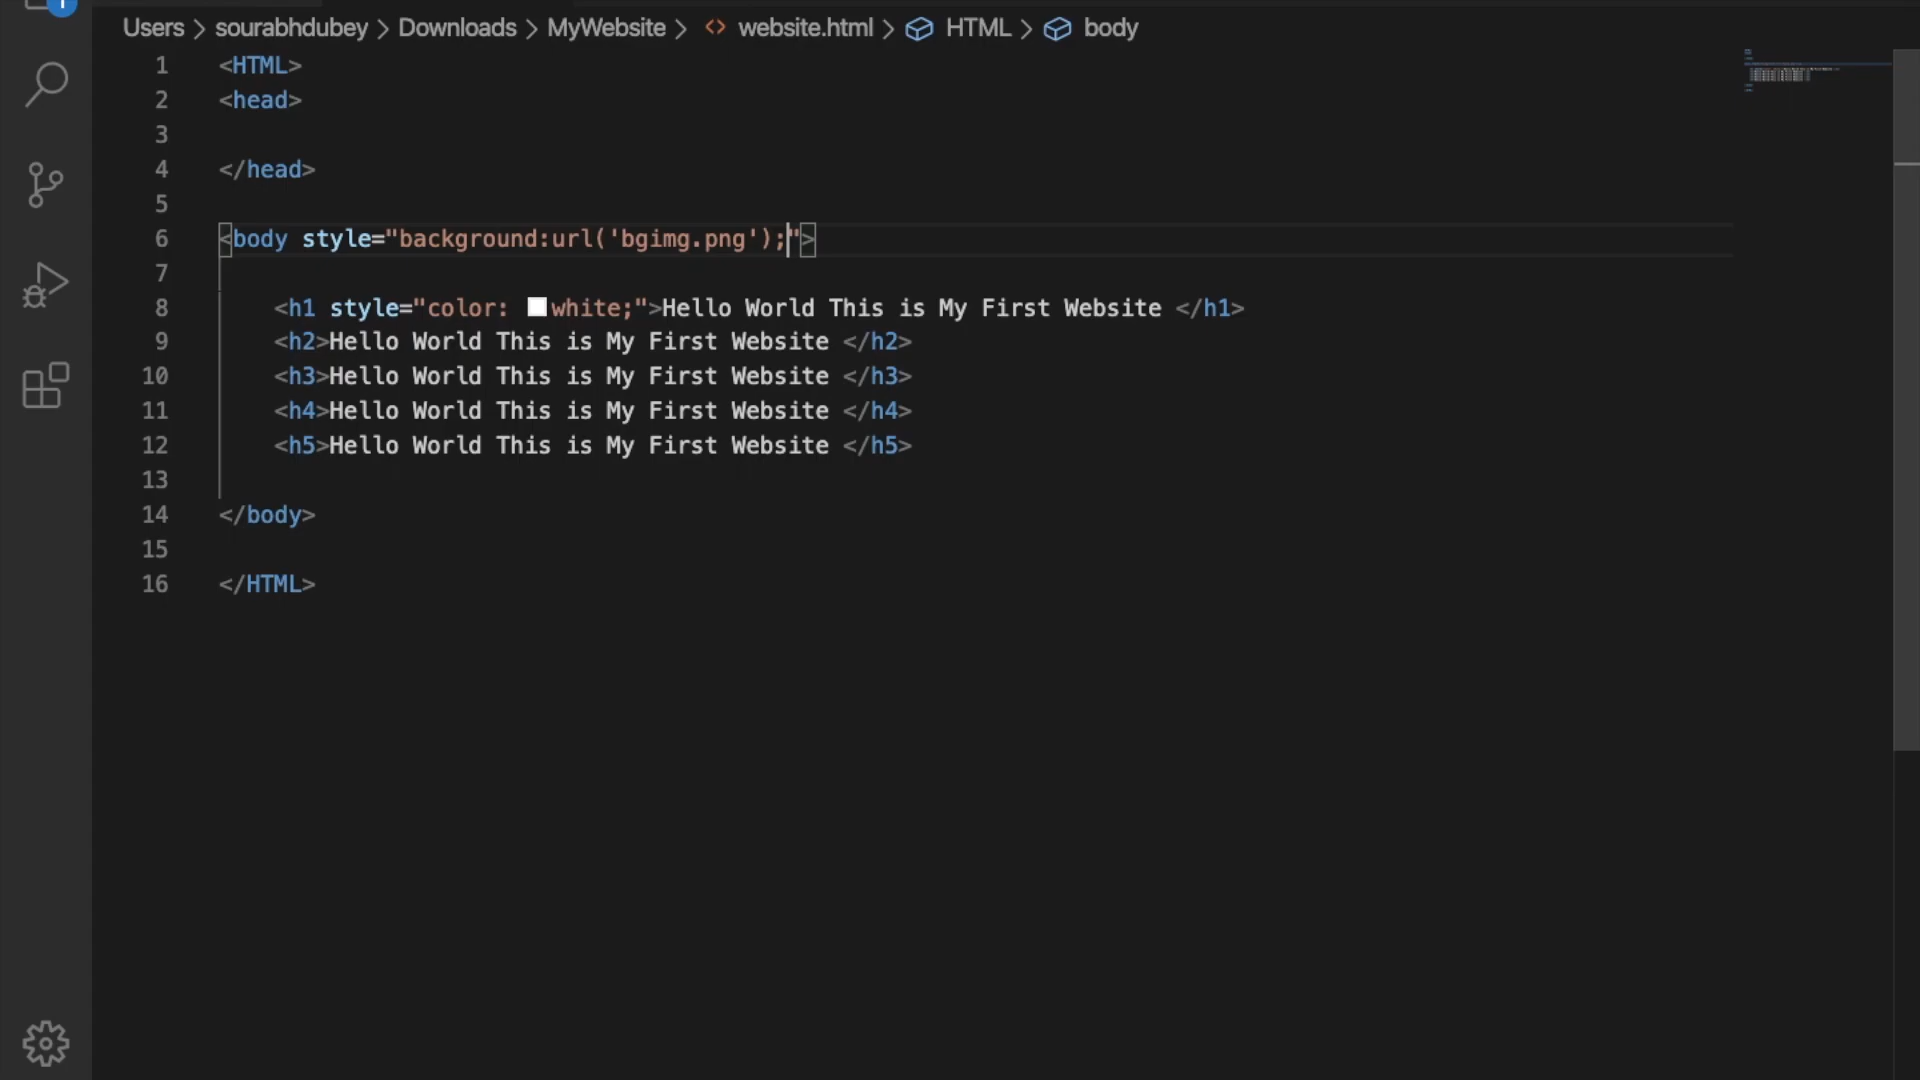 Users > sourabhdubey > Downloads > MyWebsite > <> website.html > HTML > body
1 <HTML>
2 <head>
3
4 </head>
5
6 <body style="background:url('bgimg.png');">
7
8 <h1 style="color: white;">Hello World This is My First Website </h1>
9 <h2>Hello World This is My First Website </h2>
10 <h3>Hello World This is My First Website </h3>
11 <h4>Hello World This is My First Website </h4>
12 <h5>Hello World This is My First Website </h5>
13
14 </body>
15
16 </HTML>